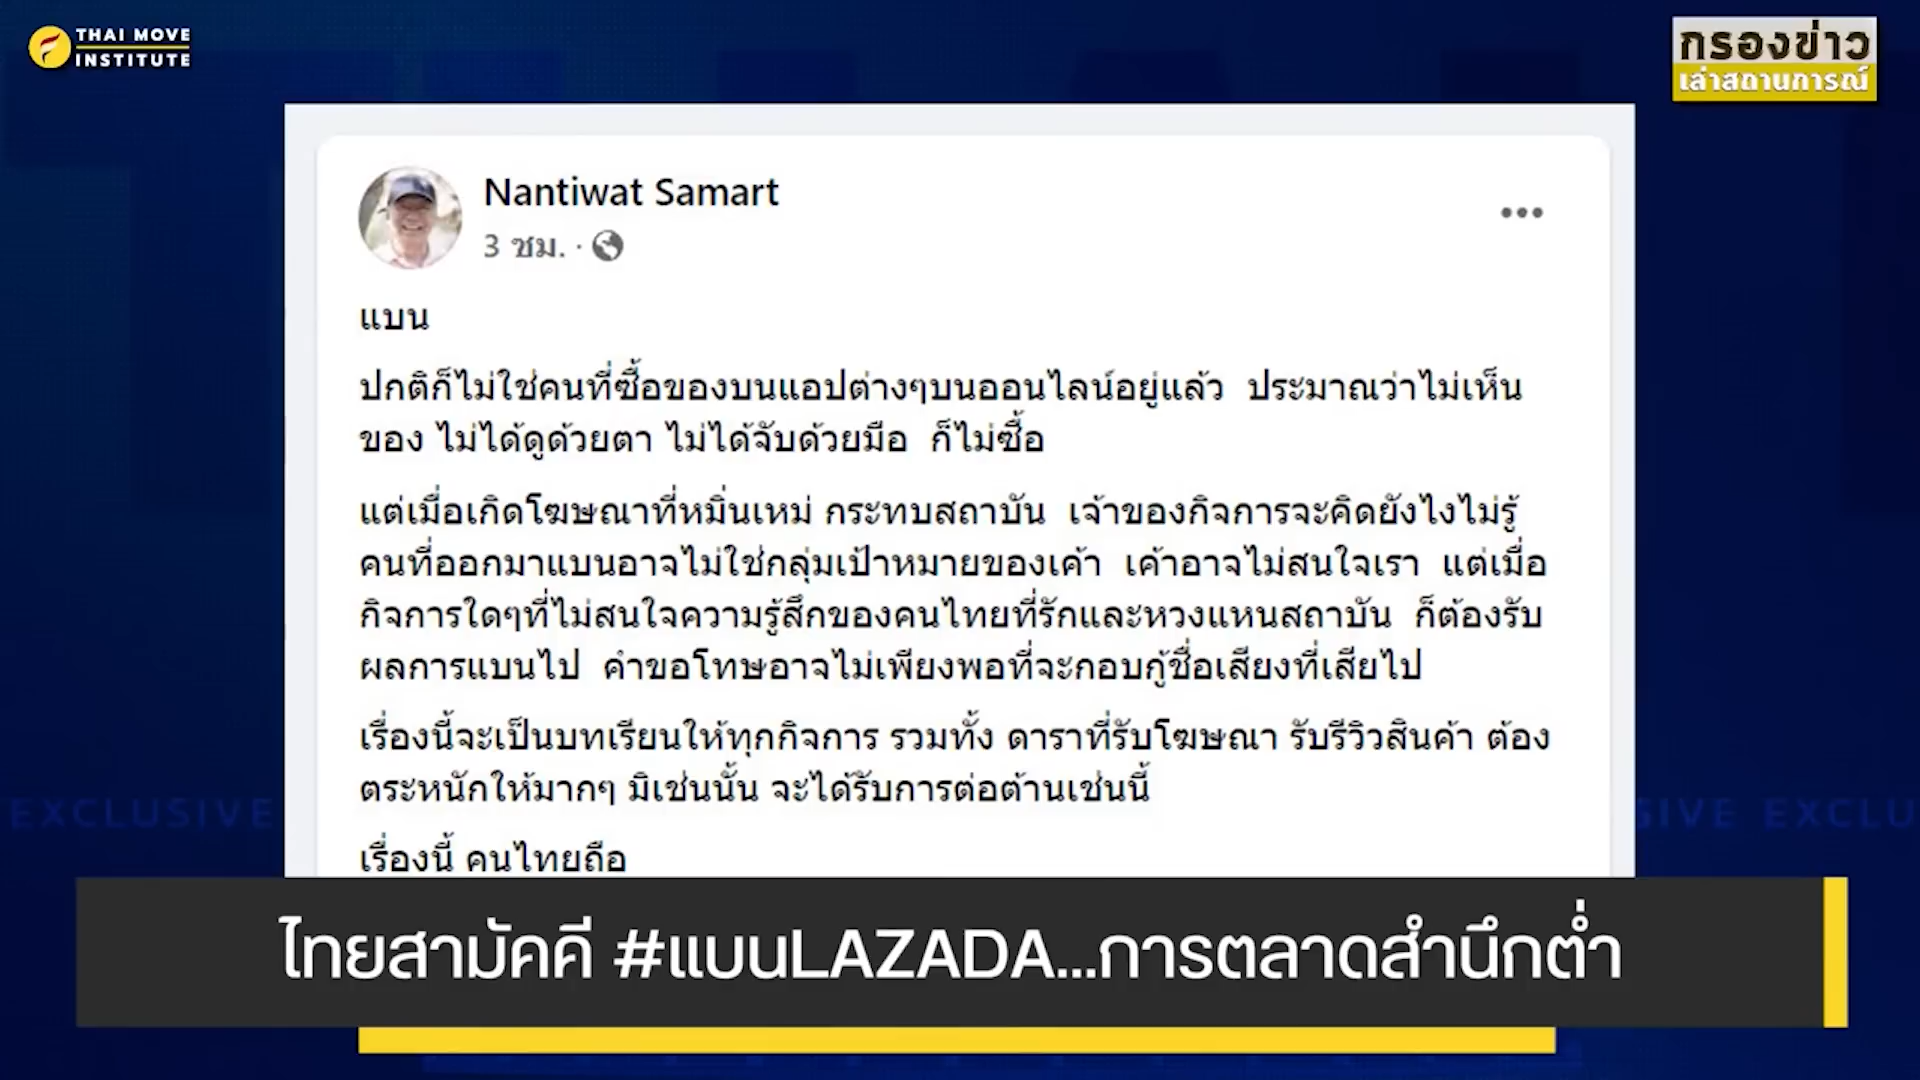 THAI MOVE
INSTITUTE
กรองข่าว
เล่าสถานการณ์
Nantiwat Samart
3 ชม. ·
แบน
ปกติก็ไม่ใช่คนที่ซื้อของบนแอปต่างๆบนออนไลน์อยู่แล้ว ประมาณว่าไม่เห็น
ของ ไม่ได้ดูด้วยตา ไม่ได้จับด้วยมือ ก็ไม่ซื้อ
แต่เมื่อเกิดโฆษณาที่หมิ่นเหม่ กระทบสถาบัน เจ้าของกิจการจะคิดยังไงไม่รู้
คนที่ออกมาแบนอาจไม่ใช่กลุ่มเป้าหมายของเค้า เค้าอาจไม่สนใจเรา แต่เมื่อ
กิจการใดๆที่ไม่สนใจความรู้สึกของคนไทยที่รักและหวงแหนสถาบัน ก็ต้องรับ
ผลการแบนไป คำขอโทษอาจไม่เพียงพอที่จะกอบกู้ชื่อเสียงที่เสียไป
เรื่องนี้จะเป็นบทเรียนให้ทุกกิจการ รวมทั้ง ดาราที่รับโฆษณา รับรีวิวสินค้า ต้อง
ตระหนักให้มากๆ มิเช่นนั้น จะได้รับการต่อต้านเช่นนี้
เรื่องนี้ คนไทยถือ
EXCLUSIVE
SIVE EXCLU
ไทยสามัคคี #แบนLAZADA...การตลาดสำนึกต่ำ